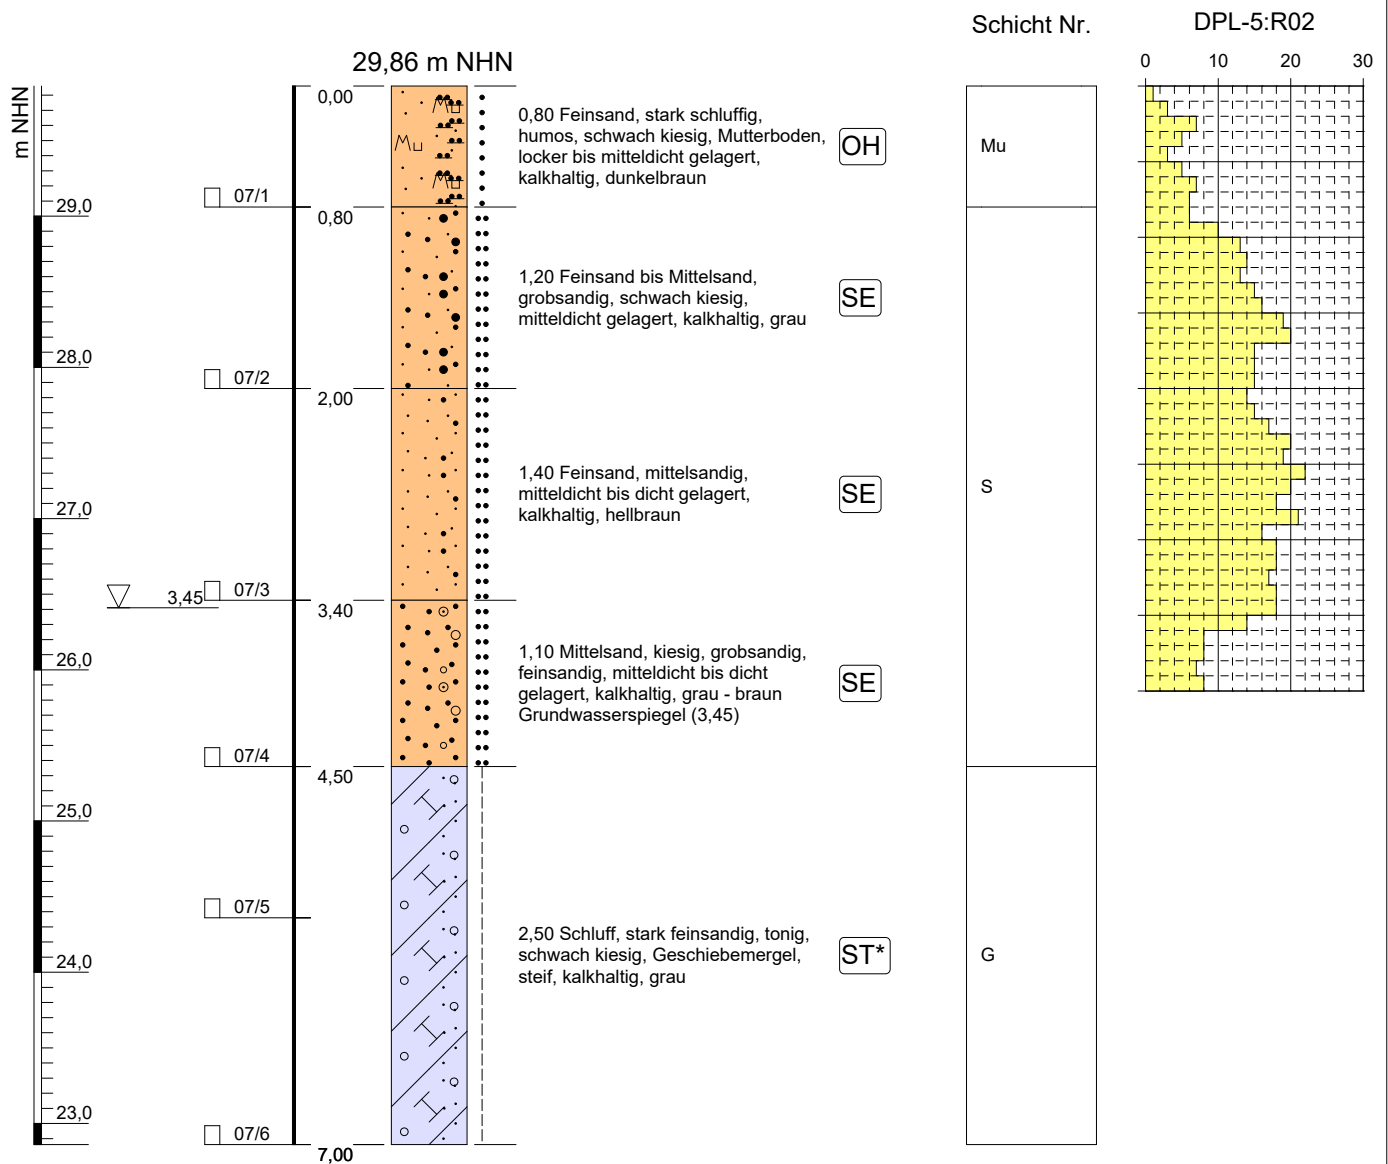 Schicht Nr.
DPL-5:R02
29,86 m NHN
m NHN
0 10 20 30
0,00
0,80 Feinsand, stark schluffig,
humos, schwach kiesig, Mutterboden,
locker bis mitteldicht gelagert,
kalkhaltig, dunkelbraun
OH
Mu
Mu
Mu
Mu
07/1
29,0
0,80
1,20 Feinsand bis Mittelsand,
grobsandig, schwach kiesig,
mitteldicht gelagert, kalkhaltig, grau
SE
28,0
07/2
2,00
1,40 Feinsand, mittelsandig,
mitteldicht bis dicht gelagert,
kalkhaltig, hellbraun
SE
S
27,0
07/3
3,45
3,40
1,10 Mittelsand, kiesig, grobsandig,
feinsandig, mitteldicht bis dicht
gelagert, kalkhaltig, grau - braun
Grundwasserspiegel (3,45)
SE
26,0
07/4
4,50
25,0
07/5
2,50 Schluff, stark feinsandig, tonig,
schwach kiesig, Geschiebemergel,
steif, kalkhaltig, grau
ST*
G
24,0
23,0
07/6
7,00